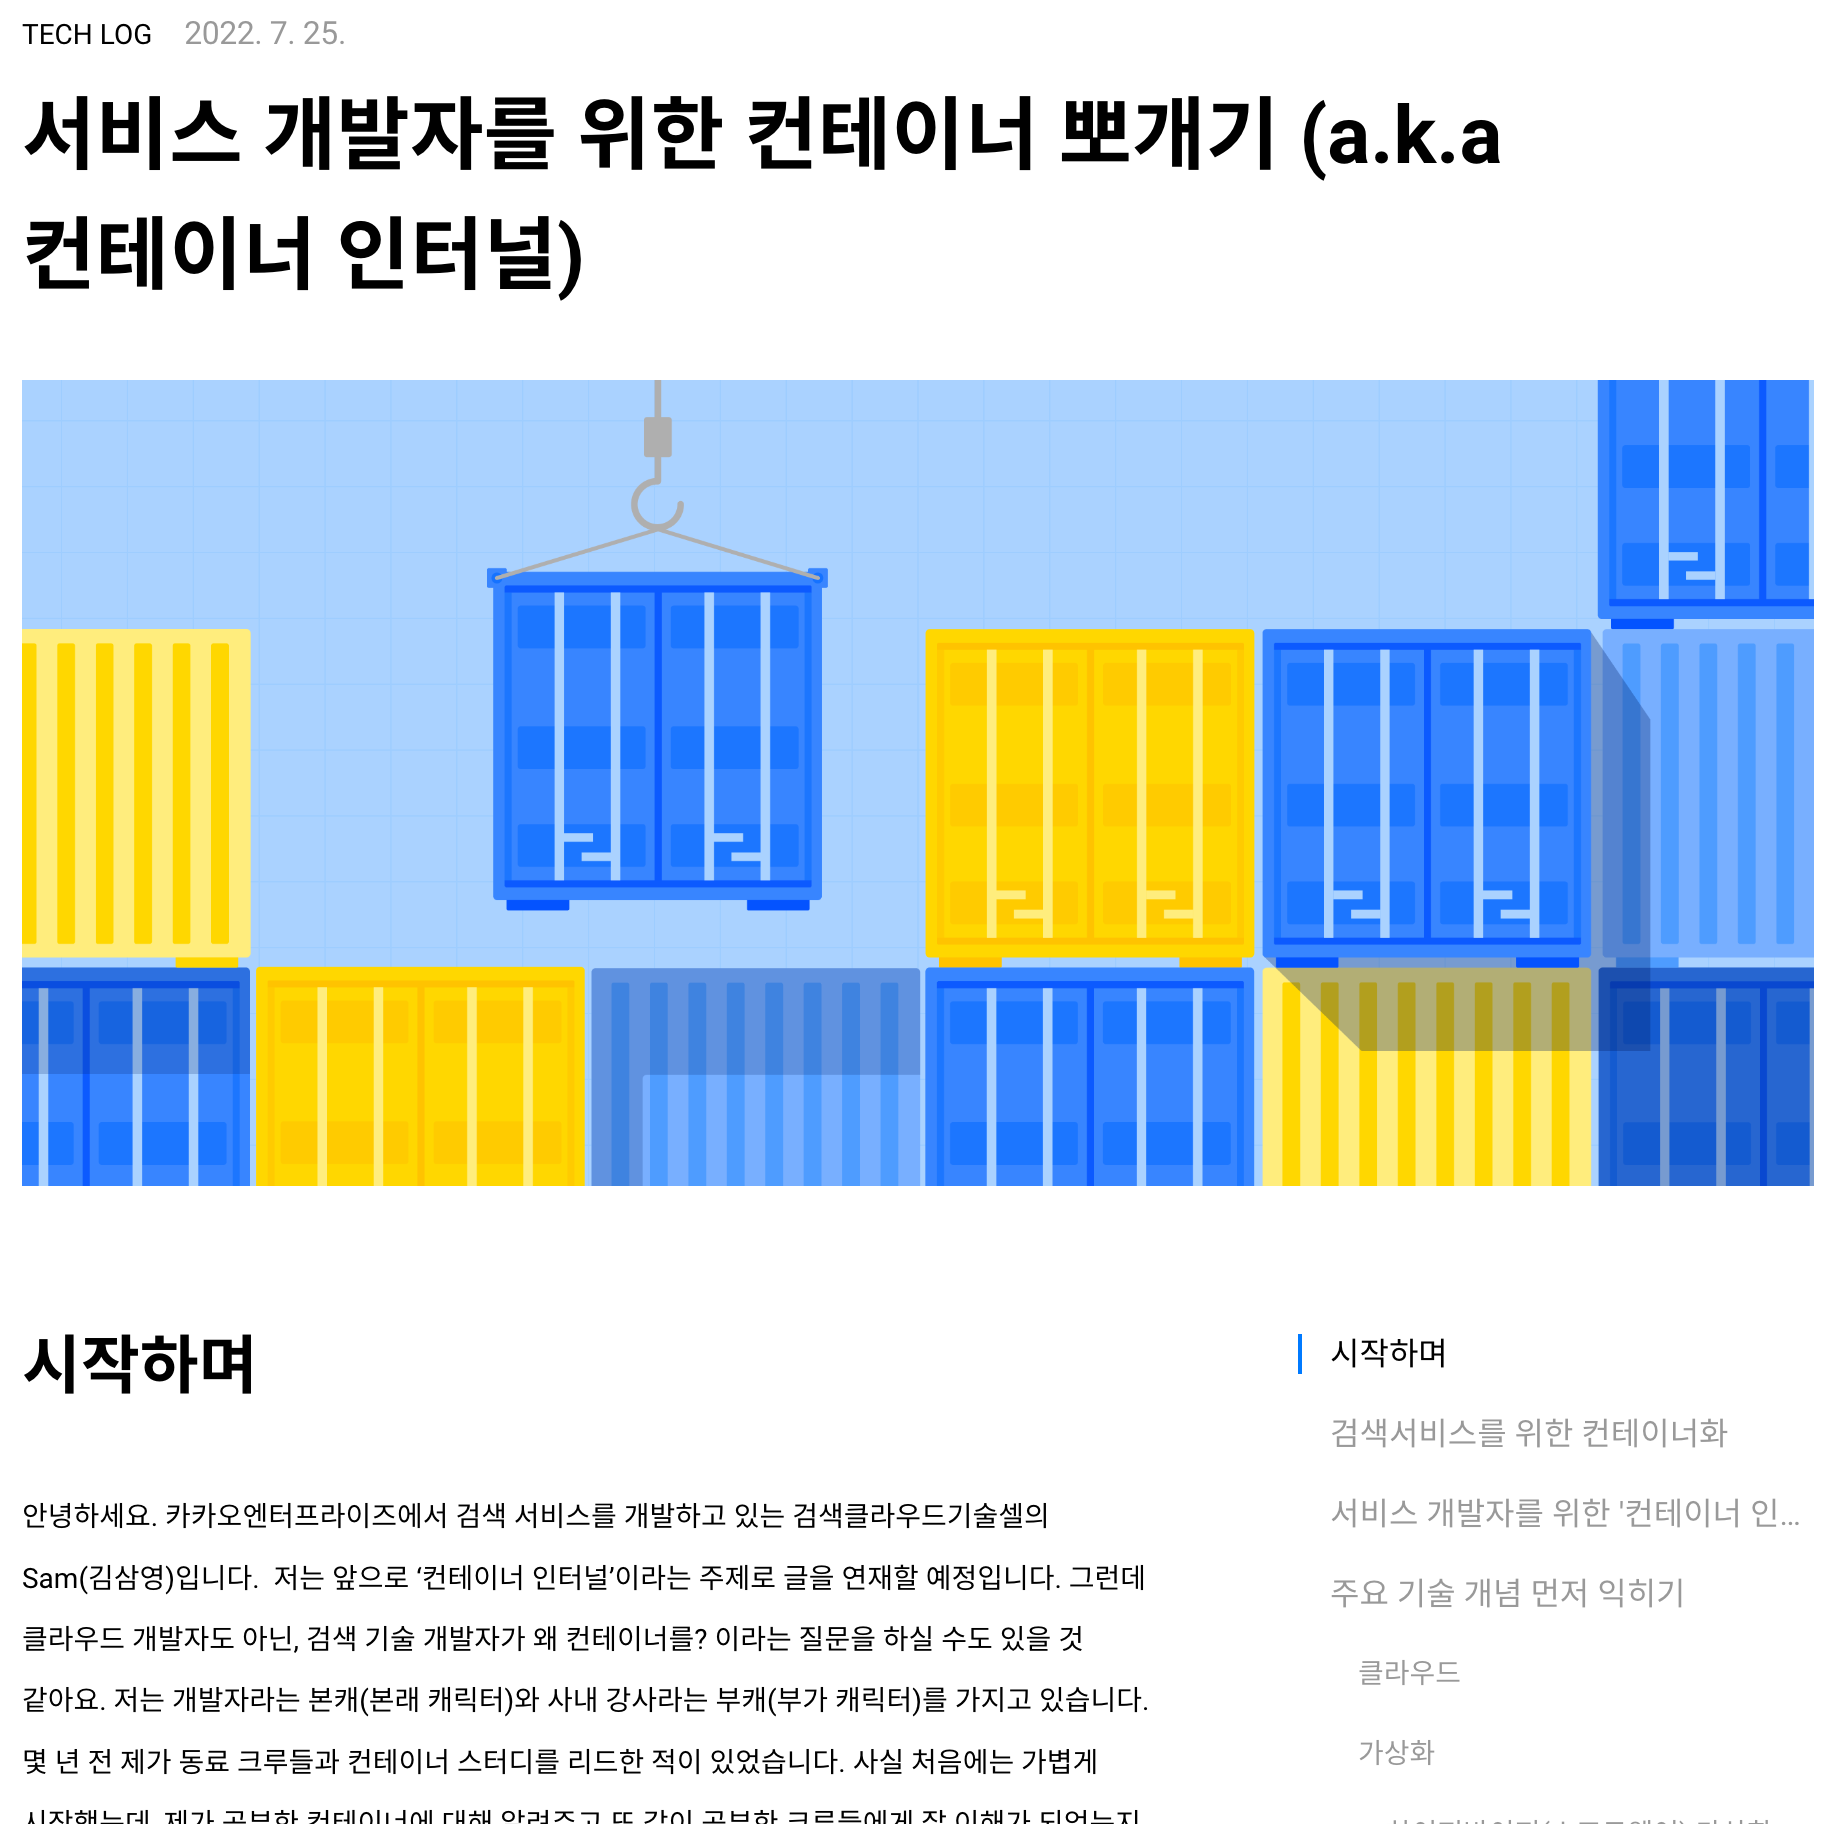 TECH LOG 2022. 7. 25.
서비스 개발자를 위한 컨테이너 뽀개기 (a.k.a
컨테이너 인터널)
시작하며
안녕하세요. 카카오엔터프라이즈에서 검색 서비스를 개발하고 있는 검색클라우드기술셀의
Sam(김삼영)입니다.  저는 앞으로 ‘컨테이너 인터널’이라는 주제로 글을 연재할 예정입니다. 그런데
클라우드 개발자도 아닌, 검색 기술 개발자가 왜 컨테이너를? 이라는 질문을 하실 수도 있을 것
같아요. 저는 개발자라는 본캐(본래 캐릭터)와 사내 강사라는 부캐(부가 캐릭터)를 가지고 있습니다.
몇 년 전 제가 동료 크루들과 컨테이너 스터디를 리드한 적이 있었습니다. 사실 처음에는 가볍게
시작하며
검색서비스를 위한 컨테이너화
서비스 개발자를 위한 '컨테이너 인...
주요 기술 개념 먼저 익히기
클라우드
가상화